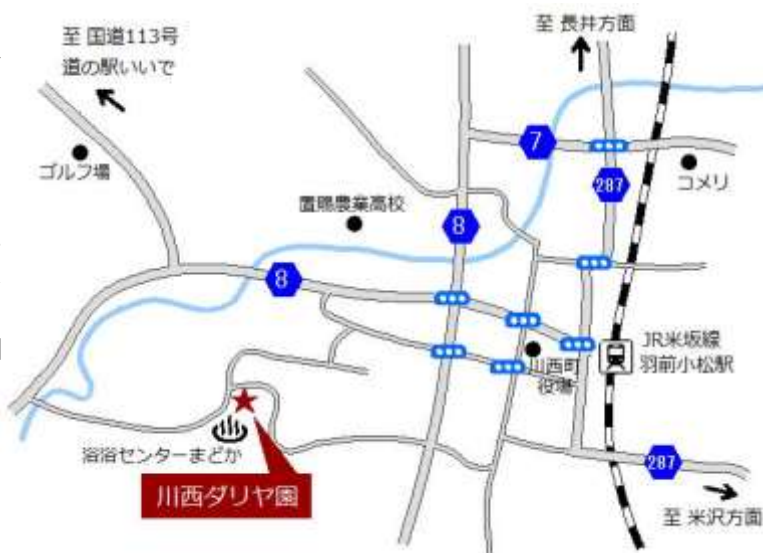 至 国道113号
道の駅いいで
至 長井方面
7
ゴルフ場
コメリ
287
置賜農業高校
8
8
JR米坂線
羽前小松駅
川西町
役場
浴浴センターまどか
川西ダリヤ園
287
至 米沢方面